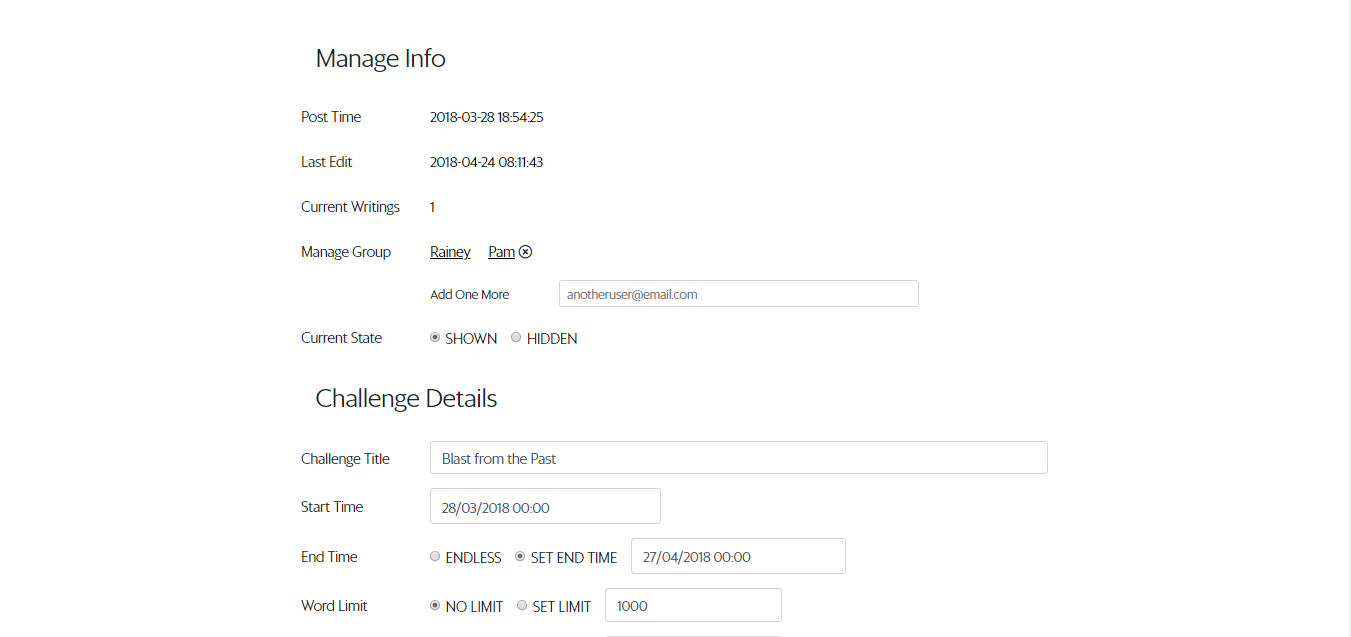 Manage Info
Post Time 2018-03-28 18:54:25
Last Edit 2018-04-24 08:11:43
Current Writings 1
Manage Group Rainey Pam
Add One More anotheruser@email.com
Current State SHOWN HIDDEN
Challenge Details
Challenge Title Blast from the Past
Start Time 28/03/2018 00:00
End Time ENDLESS SET END TIME 27/04/2018 00:00
Word Limit NO LIMIT SET LIMIT 1000